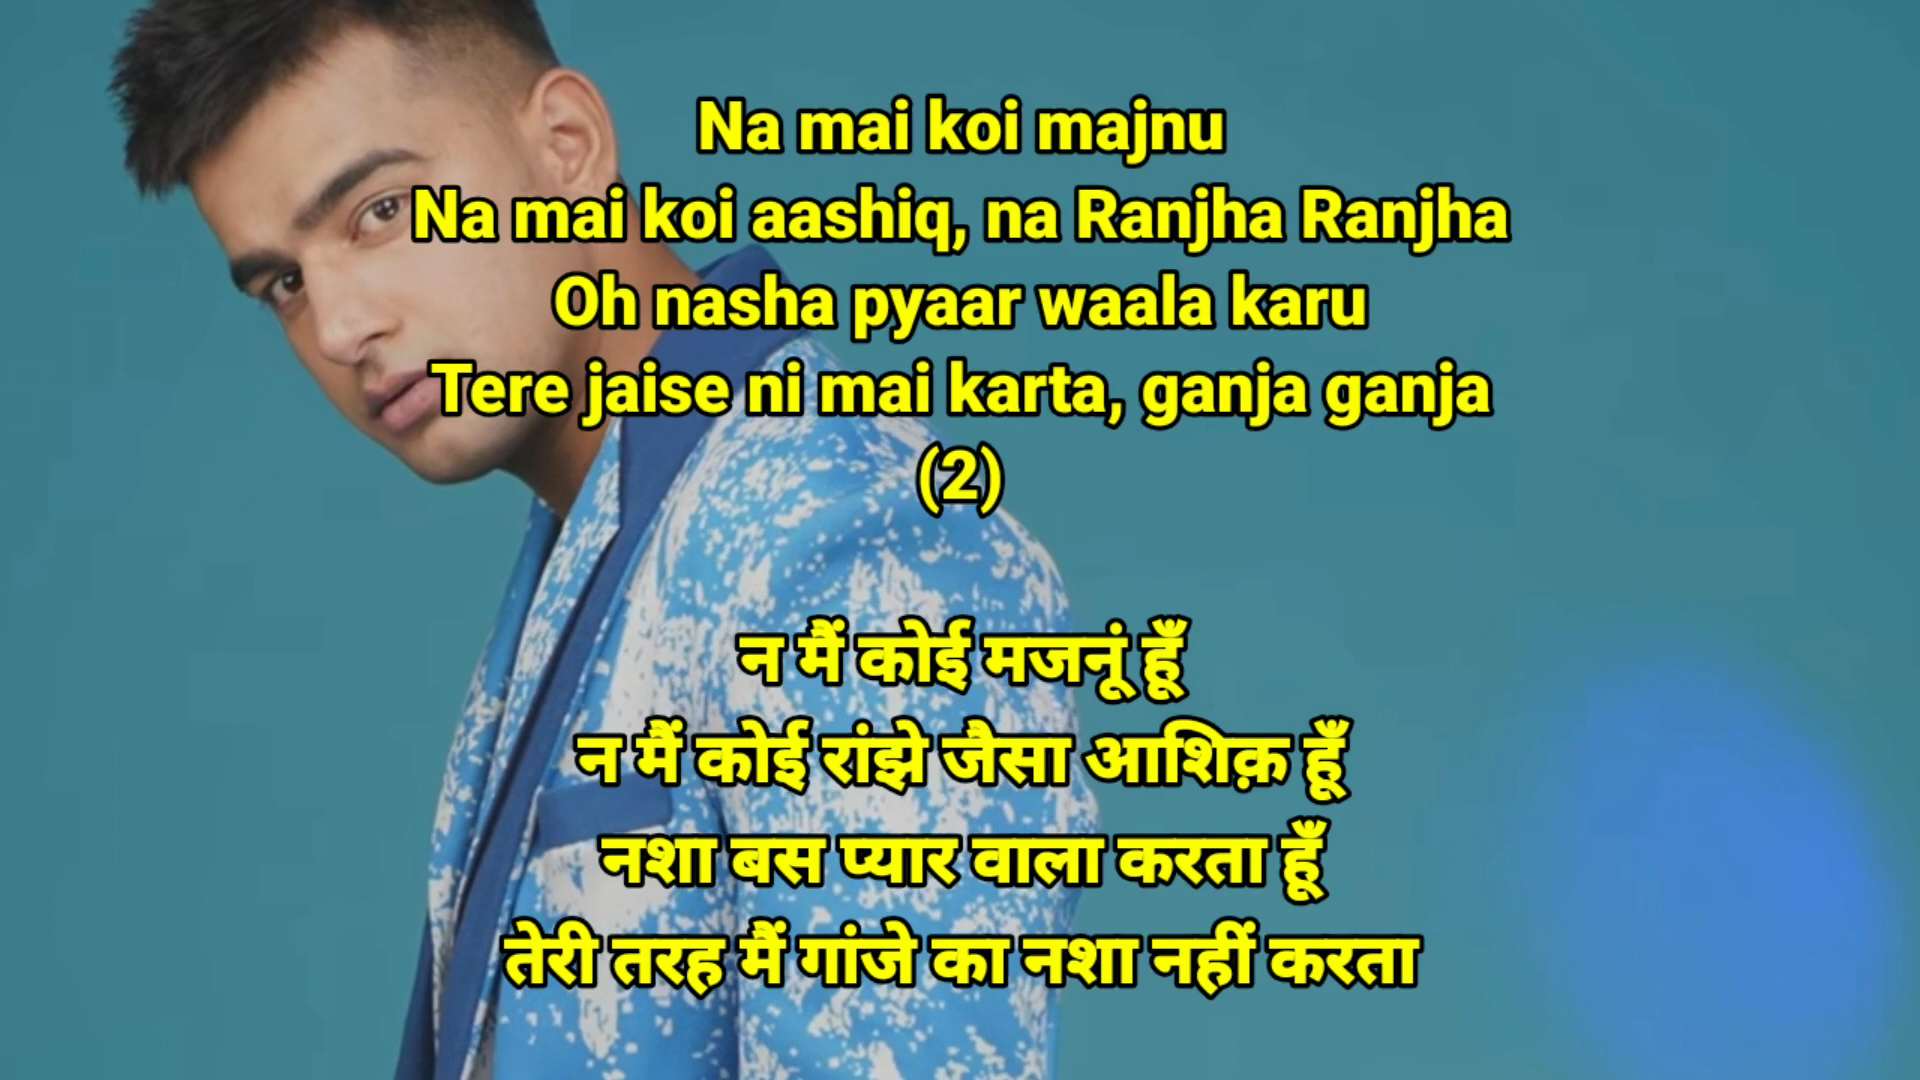 Na mai koi majnu
Na mai koi aashiq, na Ranjha Ranjha
Oh nasha pyaar waala karu
Tere jaise ni mai karta, ganja ganja
(2)
न मैं कोई मजनूं हूँ
न मैं कोई रांझे जैसा आशिक़ हूँ
नशा बस प्यार वाला करता हूँ
तेरी तरह मैं गांजे का नशा नहीं करता